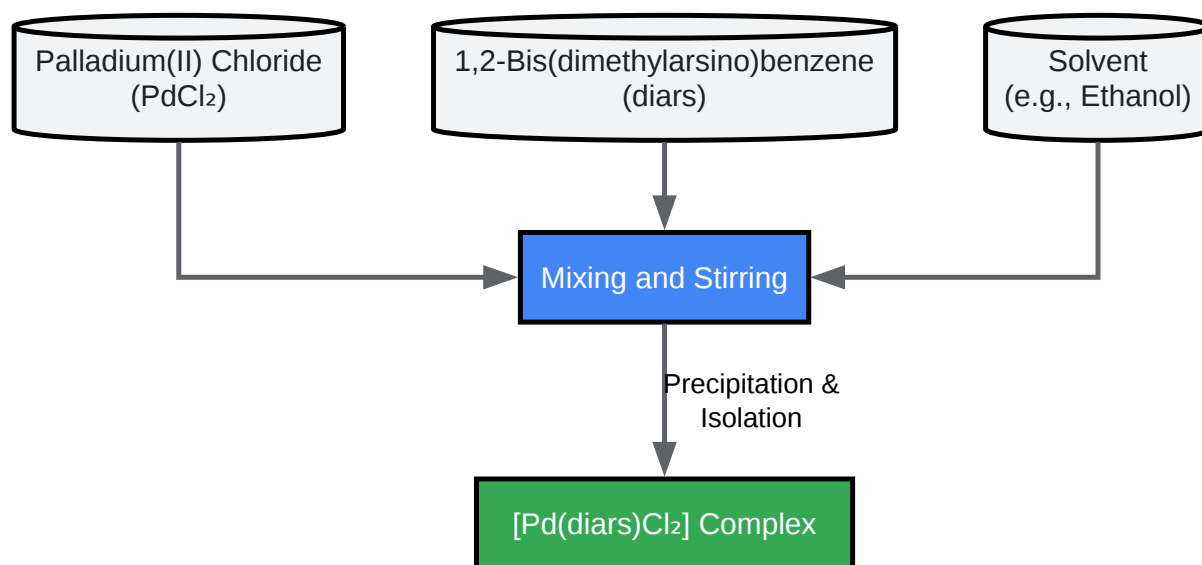 Palladium(II) Chloride
(PdCl₂)
1,2-Bis(dimethylarsino)benzene
(diars)
Solvent
(e.g., Ethanol)
Mixing and Stirring
Precipitation &
Isolation
[Pd(diars)Cl₂] Complex